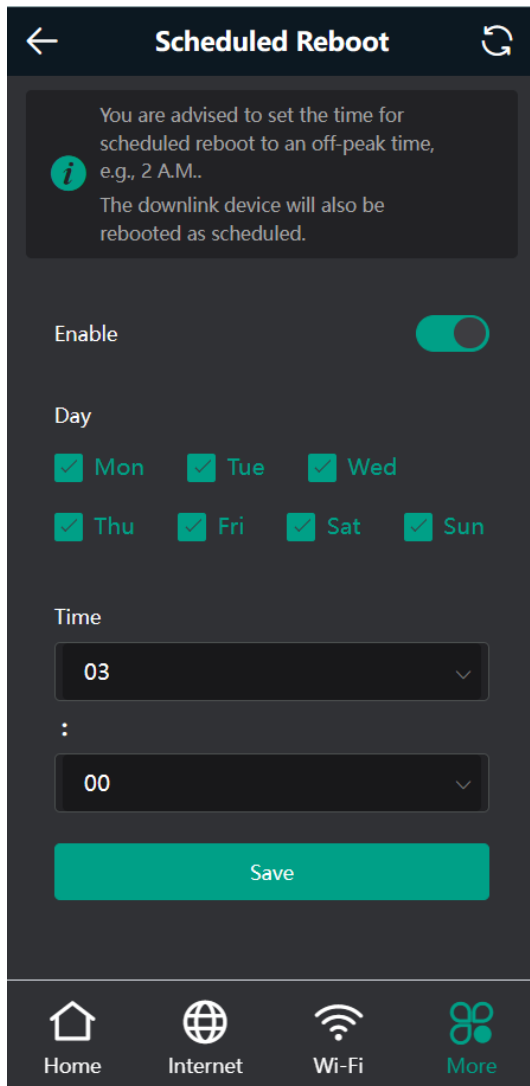 Scheduled Reboot
You are advised to set the time for
scheduled reboot to an off-peak time,
e.g., 2 A.M..
The downlink device will also be
rebooted as scheduled.
Enable
Day
Mon Tue Wed
Thu Fri Sat Sun
Time
03
:
00
Save
Home Internet Wi-Fi More